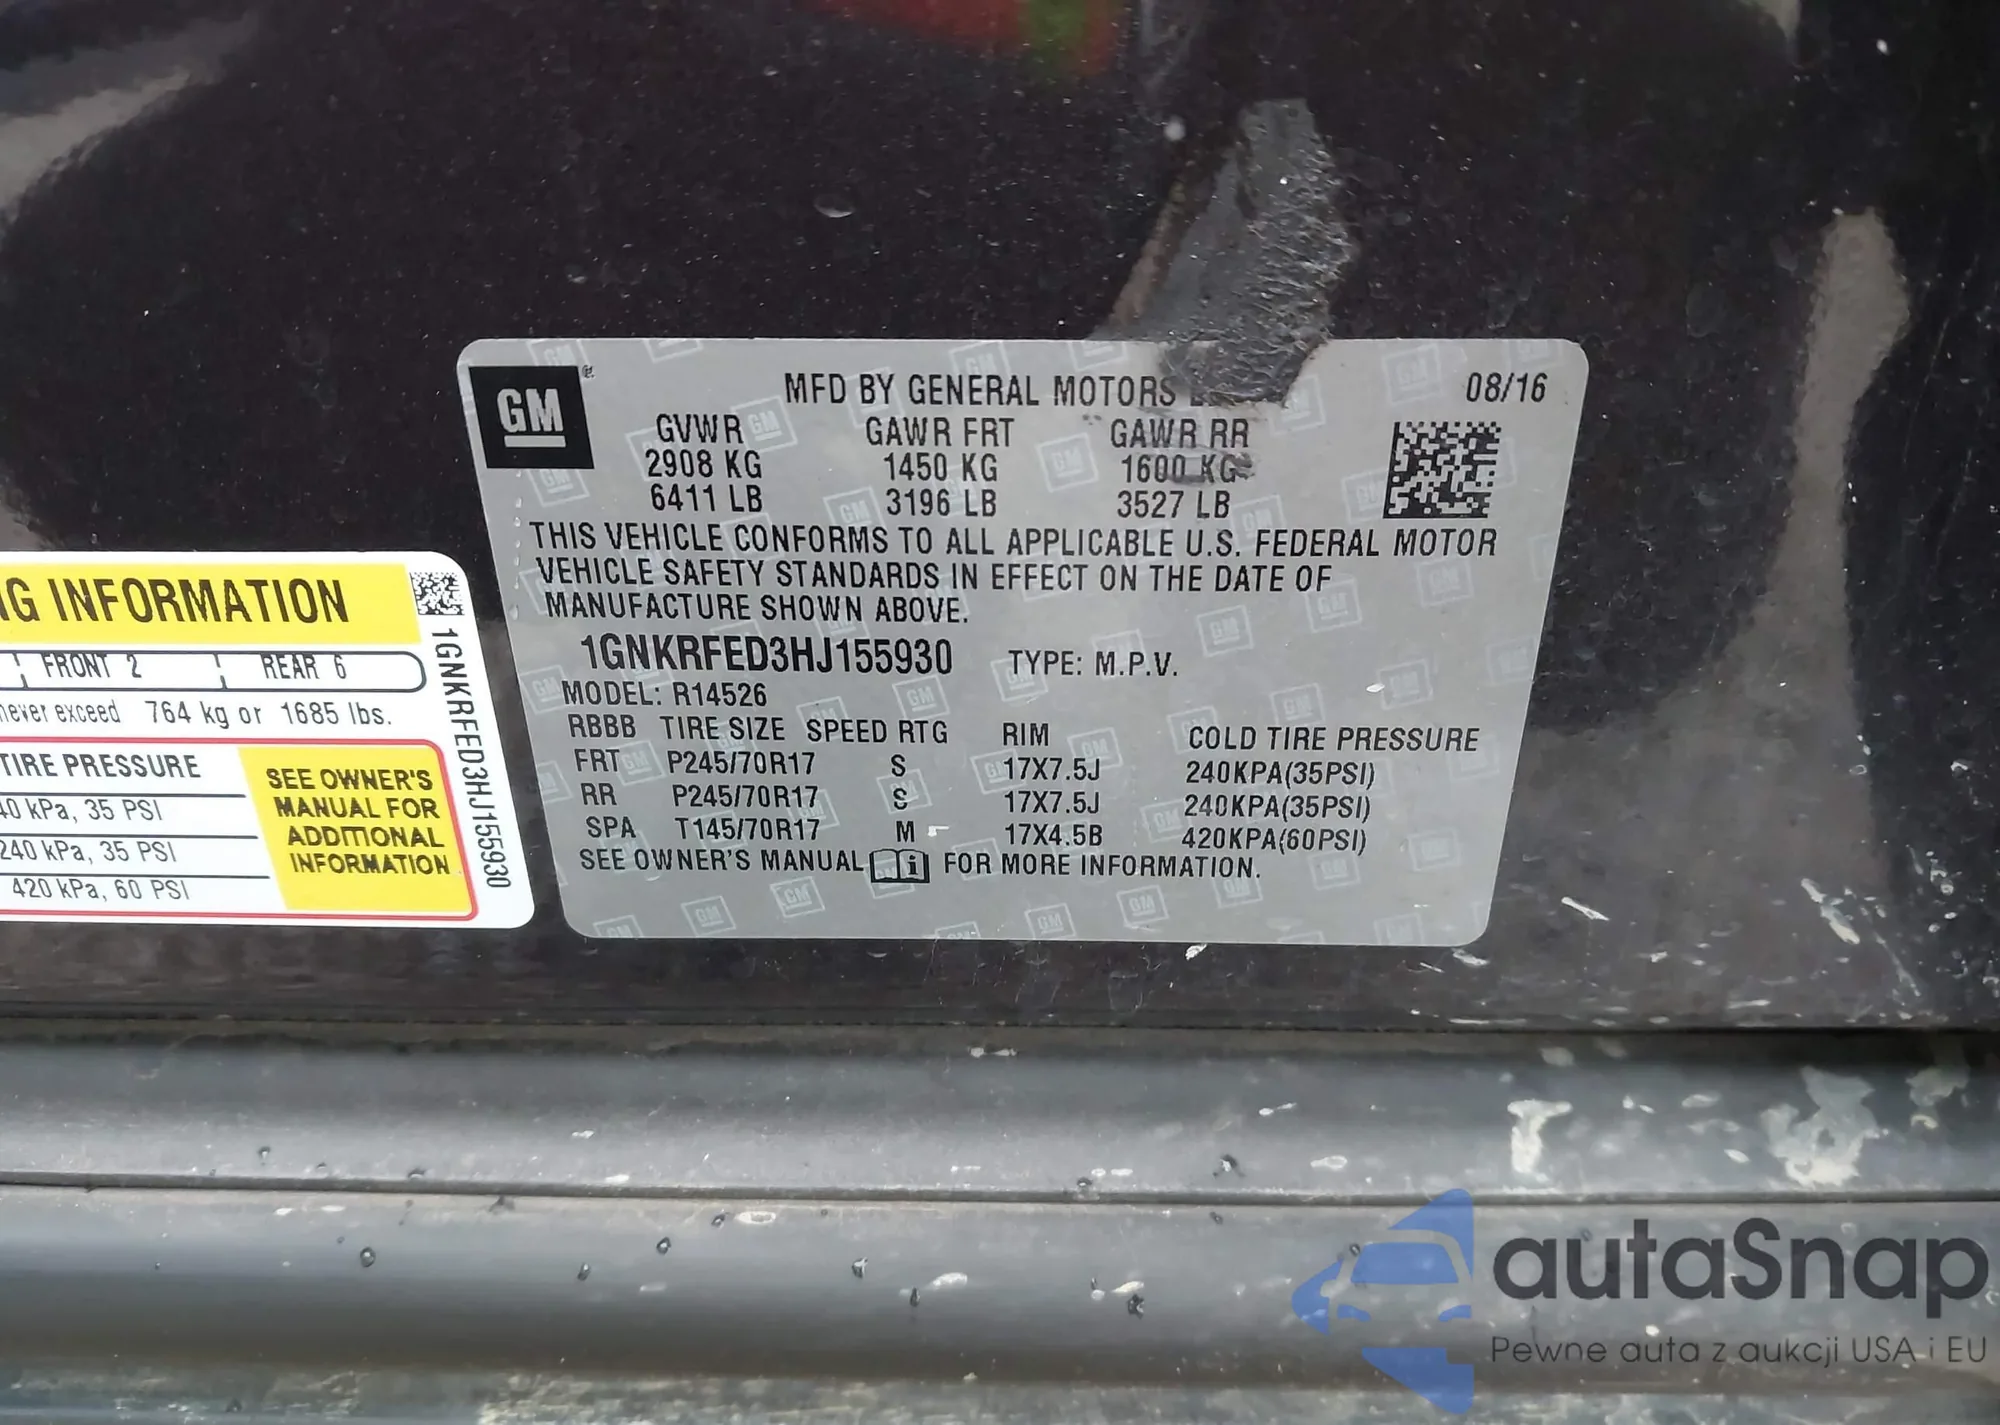 GM ®
MFD BY GENERAL MOTORS
08/16
GVWR GAWR FRT GAWR RR
2908 KG 1450 KG 1600 KG
6411 LB 3196 LB 3527 LB
THIS VEHICLE CONFORMS TO ALL APPLICABLE U.S. FEDERAL MOTOR
VEHICLE SAFETY STANDARDS IN EFFECT ON THE DATE OF
MANUFACTURE SHOWN ABOVE.
1GNKRFED3HJ155930 TYPE: M.P.V.
MODEL: R14526
RBBB TIRE SIZE SPEED RTG RIM COLD TIRE PRESSURE
FRT P245/70R17 S 17X7.5J 240KPA(35PSI)
RR P245/70R17 S 17X7.5J 240KPA(35PSI)
SPA T145/70R17 M 17X4.5B 420KPA(60PSI)
SEE OWNER'S MANUAL FOR MORE INFORMATION.
INFORMATION
FRONT 2 REAR 6
never exceed 764 kg or 1685 lbs.
TIRE PRESSURE
40 kPa, 35 PSI
240 kPa, 35 PSI
420 kPa, 60 PSI
SEE OWNER'S
MANUAL FOR
ADDITIONAL
INFORMATION
1GNKRFED3HJ155930
autaSnap
Pewne auta z aukcji USA i EU